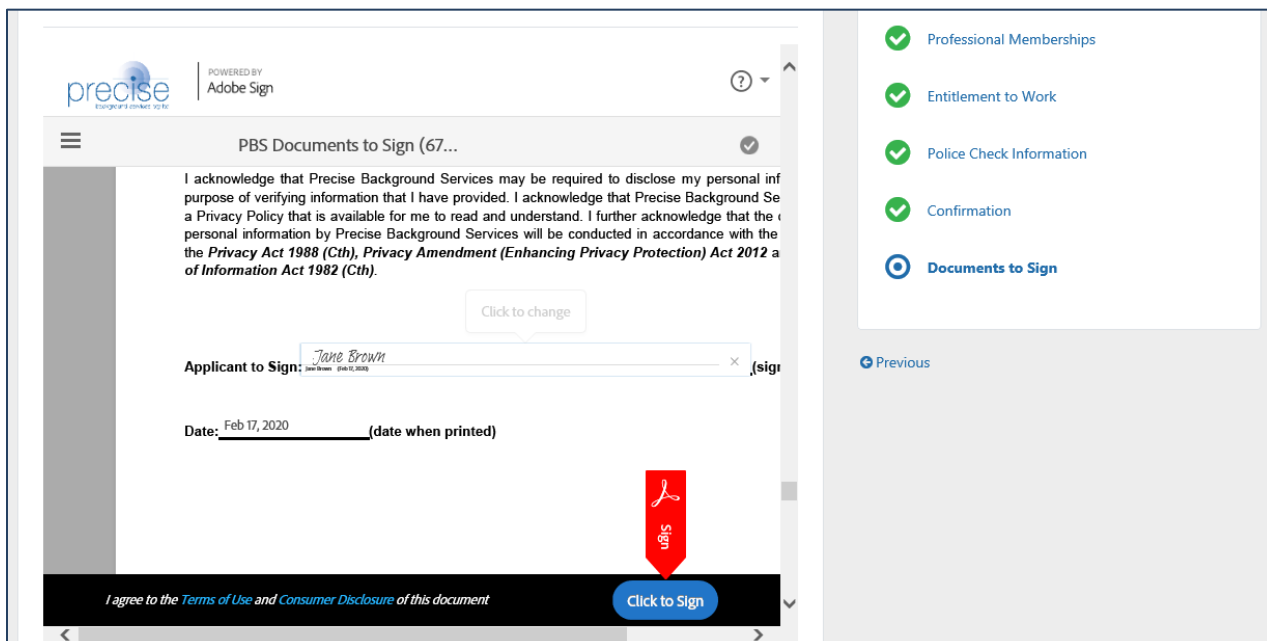 precise
POWERED BY
Adobe Sign
?
PBS Documents to Sign (67...
I acknowledge that Precise Background Services may be required to disclose my personal inf
purpose of verifying information that I have provided. I acknowledge that Precise Background Se
a Privacy Policy that is available for me to read and understand. I further acknowledge that the
personal information by Precise Background Services will be conducted in accordance with the
the Privacy Act 1988 (Cth), Privacy Amendment (Enhancing Privacy Protection) Act 2012 a
of Information Act 1982 (Cth).
Click to change
Applicant to Sign: Jane Brown (sign
Jane Brown (Feb 17, 2020)
Date: Feb 17, 2020 (date when printed)
Sign
I agree to the Terms of Use and Consumer Disclosure of this document
Click to Sign
Professional Memberships
Entitlement to Work
Police Check Information
Confirmation
Documents to Sign
Previous